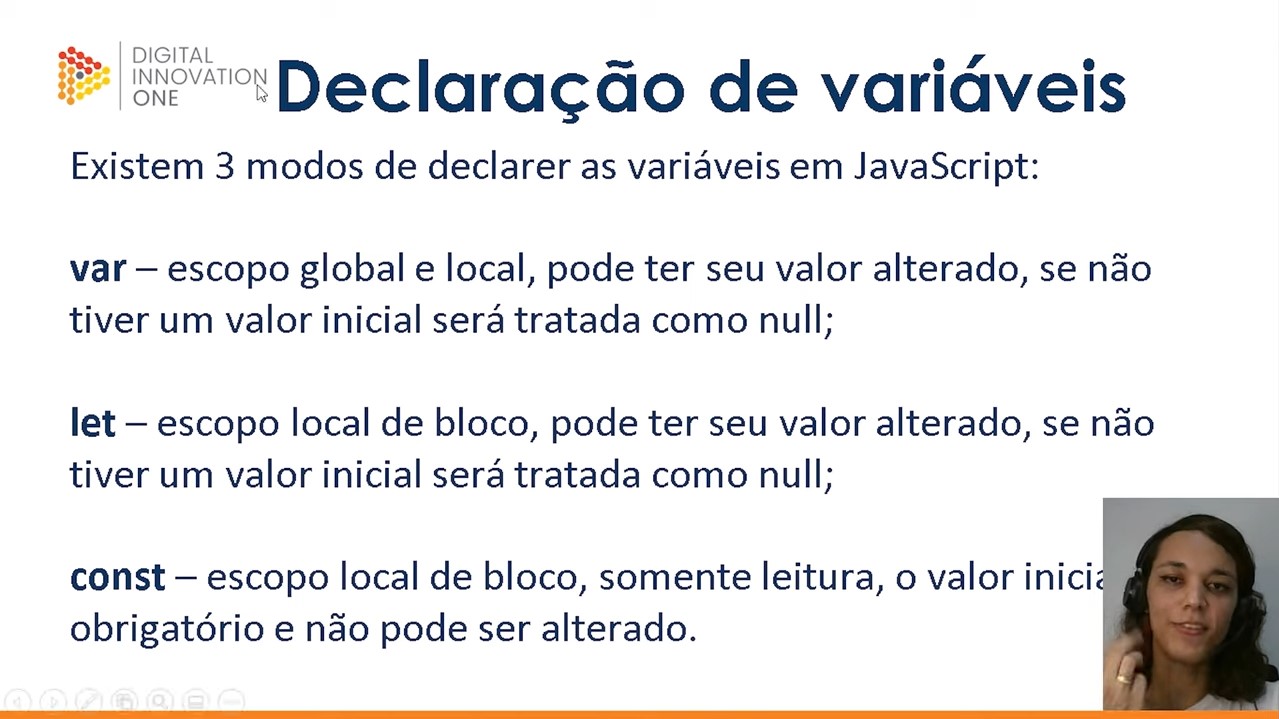 DIGITAL
INNOVATION
ONE
Declaração de variáveis
Existem 3 modos de declarer as variáveis em JavaScript:
var – escopo global e local, pode ter seu valor alterado, se não
tiver um valor inicial será tratada como null;
let – escopo local de bloco, pode ter seu valor alterado, se não
tiver um valor inicial será tratada como null;
const – escopo local de bloco, somente leitura, o valor inicia
obrigatório e não pode ser alterado.